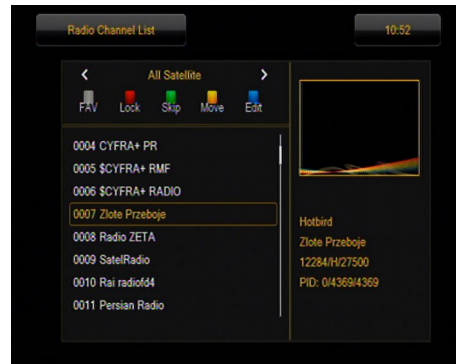 Radio Channel List
10:52
All Satellite
FAV Lock Skip Move Edit
0004 CYFRA+ PR
0005 $CYFRA+ RMF
0006 $CYFRA+ RADIO
0007 Zlote Przeboje
0008 Radio ZETA
0009 SatelRadio
0010 Rai radiofd4
0011 Persian Radio
Hotbird
Zlote Przeboje
12284/H/27500
PID: 0/4369/4369